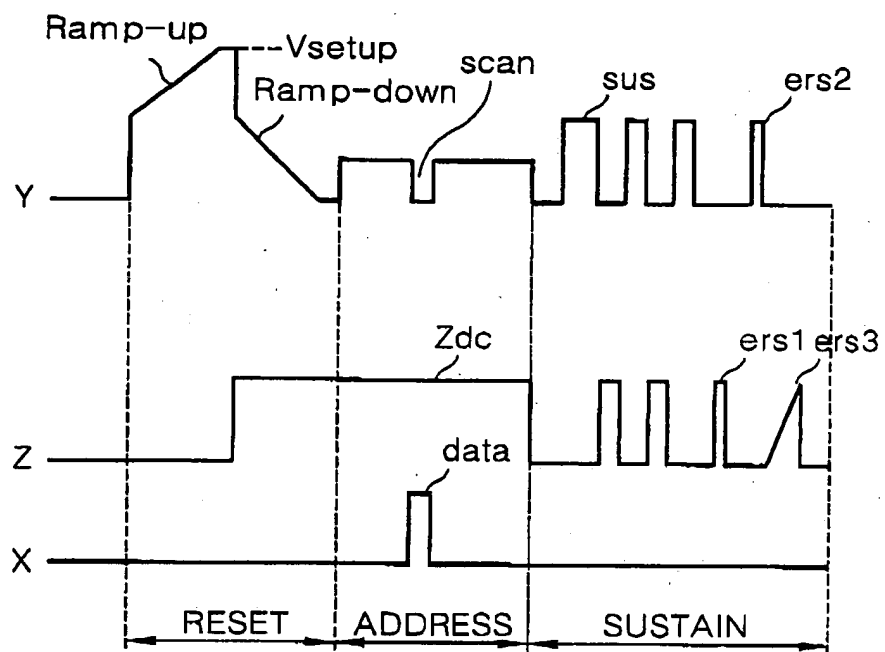 Ramp-up
Vsetup
scan
Ramp-down
sus
ers2
Y
Zdc
ers1 ers3
Z
data
X
RESET ADDRESS SUSTAIN